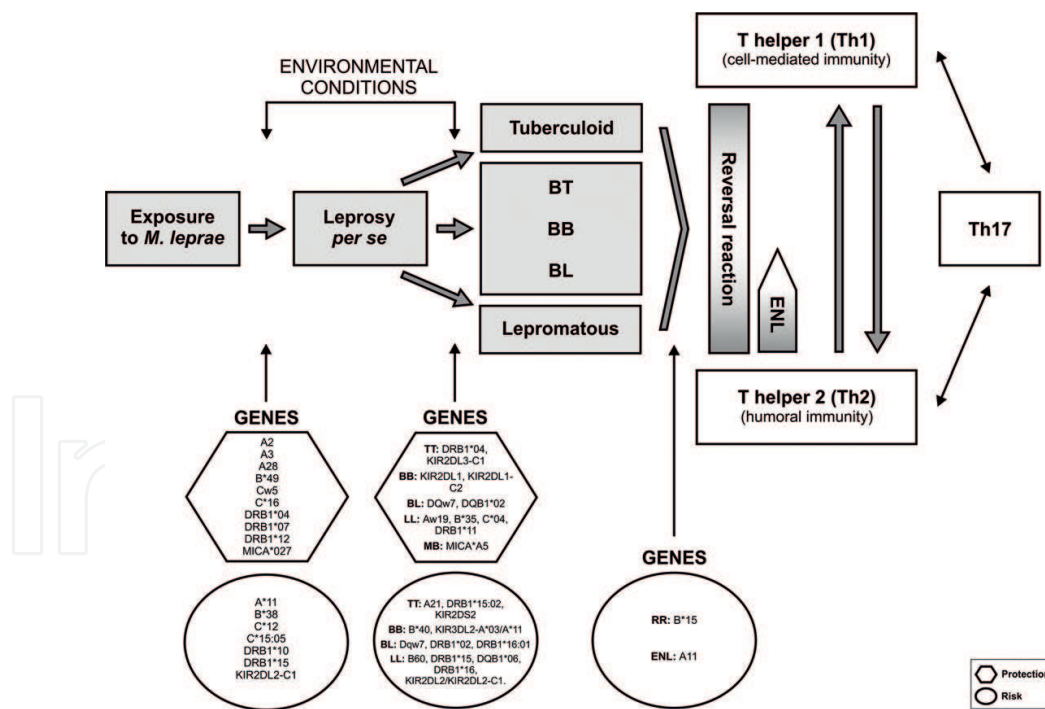 ENVIRONMENTAL
CONDITIONS
Exposure
to M. leprae
Leprosy
per se
Tuberculoid
BT
BB
BL
Lepromatous
Reversal reaction
ENL
T helper 1 (Th1)
(cell-mediated immunity)
Th17
T helper 2 (Th2)
(humoral immunity)
GENES
A2
A3
A28
B*49
Cw5
C*16
DRB1*04
DRB1*07
DRB1*12
MICA*027
A*11
B*38
C*12
C*15:05
DRB1*10
DRB1*15
KIR2DL2-C1
GENES
TT: DRB1*04,
KIR2DL3-C1
BB: KIR2DL1, KIR2DL1-
C2
BL: DQw7, DQB1*02
LL: Aw19, B*35, C*04,
DRB1*11
MB: MICA*A5
TT: A21, DRB1*15:02,
KIR2DS2
BB: B*40, KIR3DL2-A*03/A*11
BL: Dqw7, DRB1*02, DRB1*16:01
LL: B60, DRB1*15, DQB1*06,
DRB1*16,
KIR2DL2/KIR2DL2-C1.
GENES
RR: B*15
ENL: A11
Protection
Risk